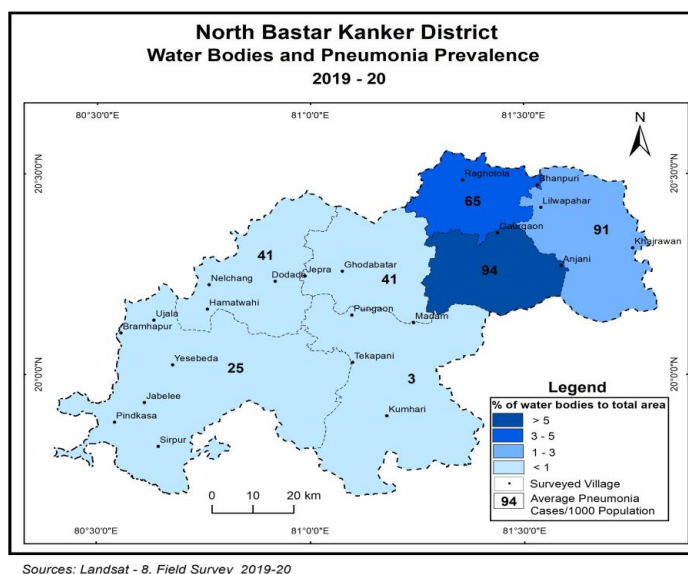 North Bastar Kanker District
Water Bodies and Pneumonia Prevalence
2019 - 20
80°30'0"E 81°0'0"E 81°30'0"E
N
20°30'0"N 20°30'0"N
Ragholola
Bhanpuri
65
Lilwapahar
Gaurgaon
91
Khajrawan
41
Dodade
Jepra
Ghodabatar
41
94
Anjani
Nelchang
Hamatwahi
Pungaon
Madam
Ujala
Bramhapur
Tekapani
20°0'0"N 20°0'0"N
Yesebeda
25
3
Jabelee
Kumhari
Pindkasa
Sirpur
Legend
% of water bodies to total area
> 5
3 - 5
1 - 3
< 1
Surveyed Village
94 Average Pneumonia
Cases/1000 Population
0 10 20 km
80°30'0"E 81°0'0"E 81°30'0"E
Sources: Landsat - 8, Field Survey 2019-20